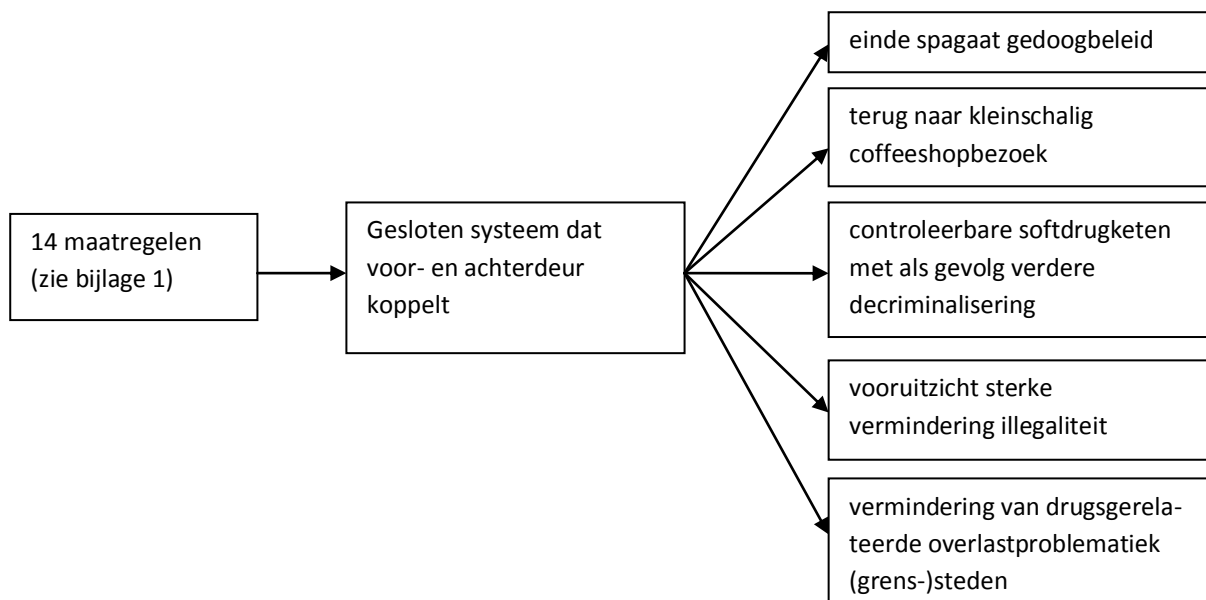 14 maatregelen
(zie bijlage 1)
Gesloten systeem dat
voor- en achterdeur
koppelt
einde spagaat gedoogbeleid
terug naar kleinschalig
coffeeshopbezoek
controleerbare softdrugketen
met als gevolg verdere
decriminalisering
vooruitzicht sterke
vermindering illegaliteit
vermindering van drugsgerela-
teerde overlastproblematiek
(grens-)steden